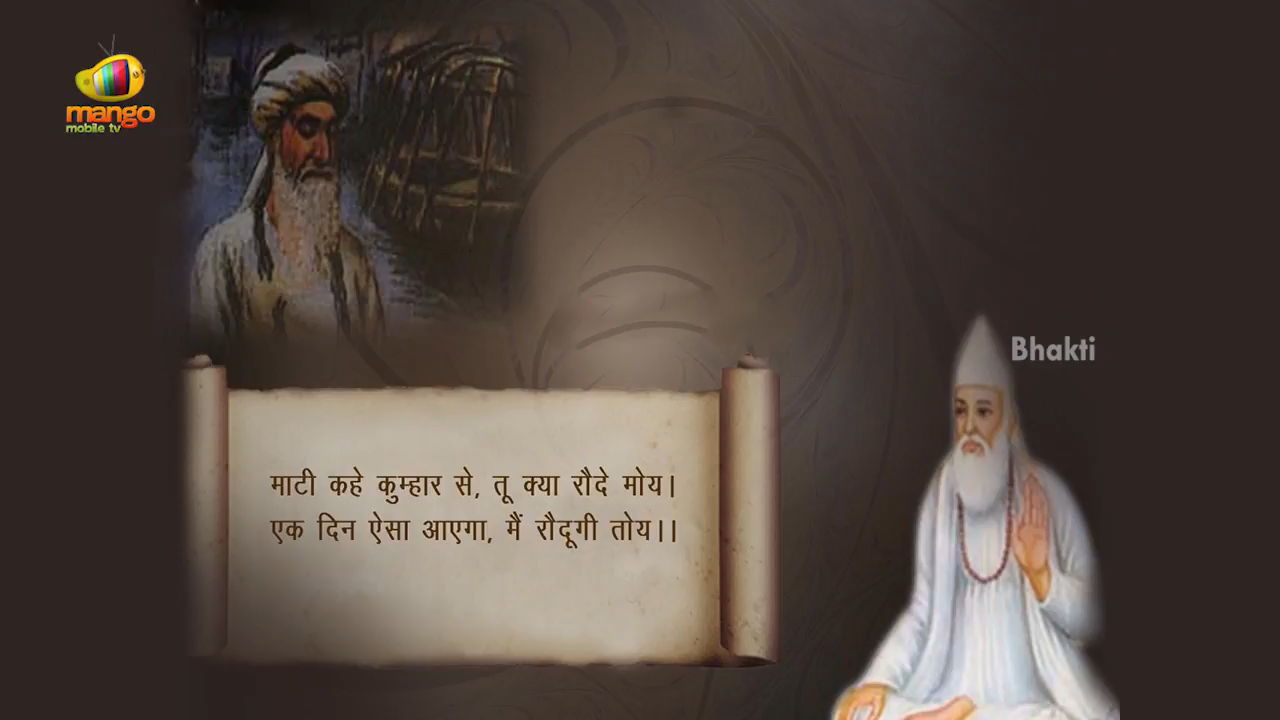 mango
mobile tv
Bhakti
माटी कहे कुम्हार से, तू क्या रौदे मोय।
एक दिन ऐसा आएगा, मैं रौदूगी तोय।।